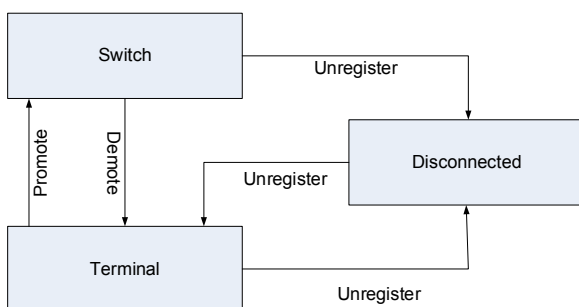 Switch
Unregister
Promote
Demote
Disconnected
Unregister
Terminal
Unregister